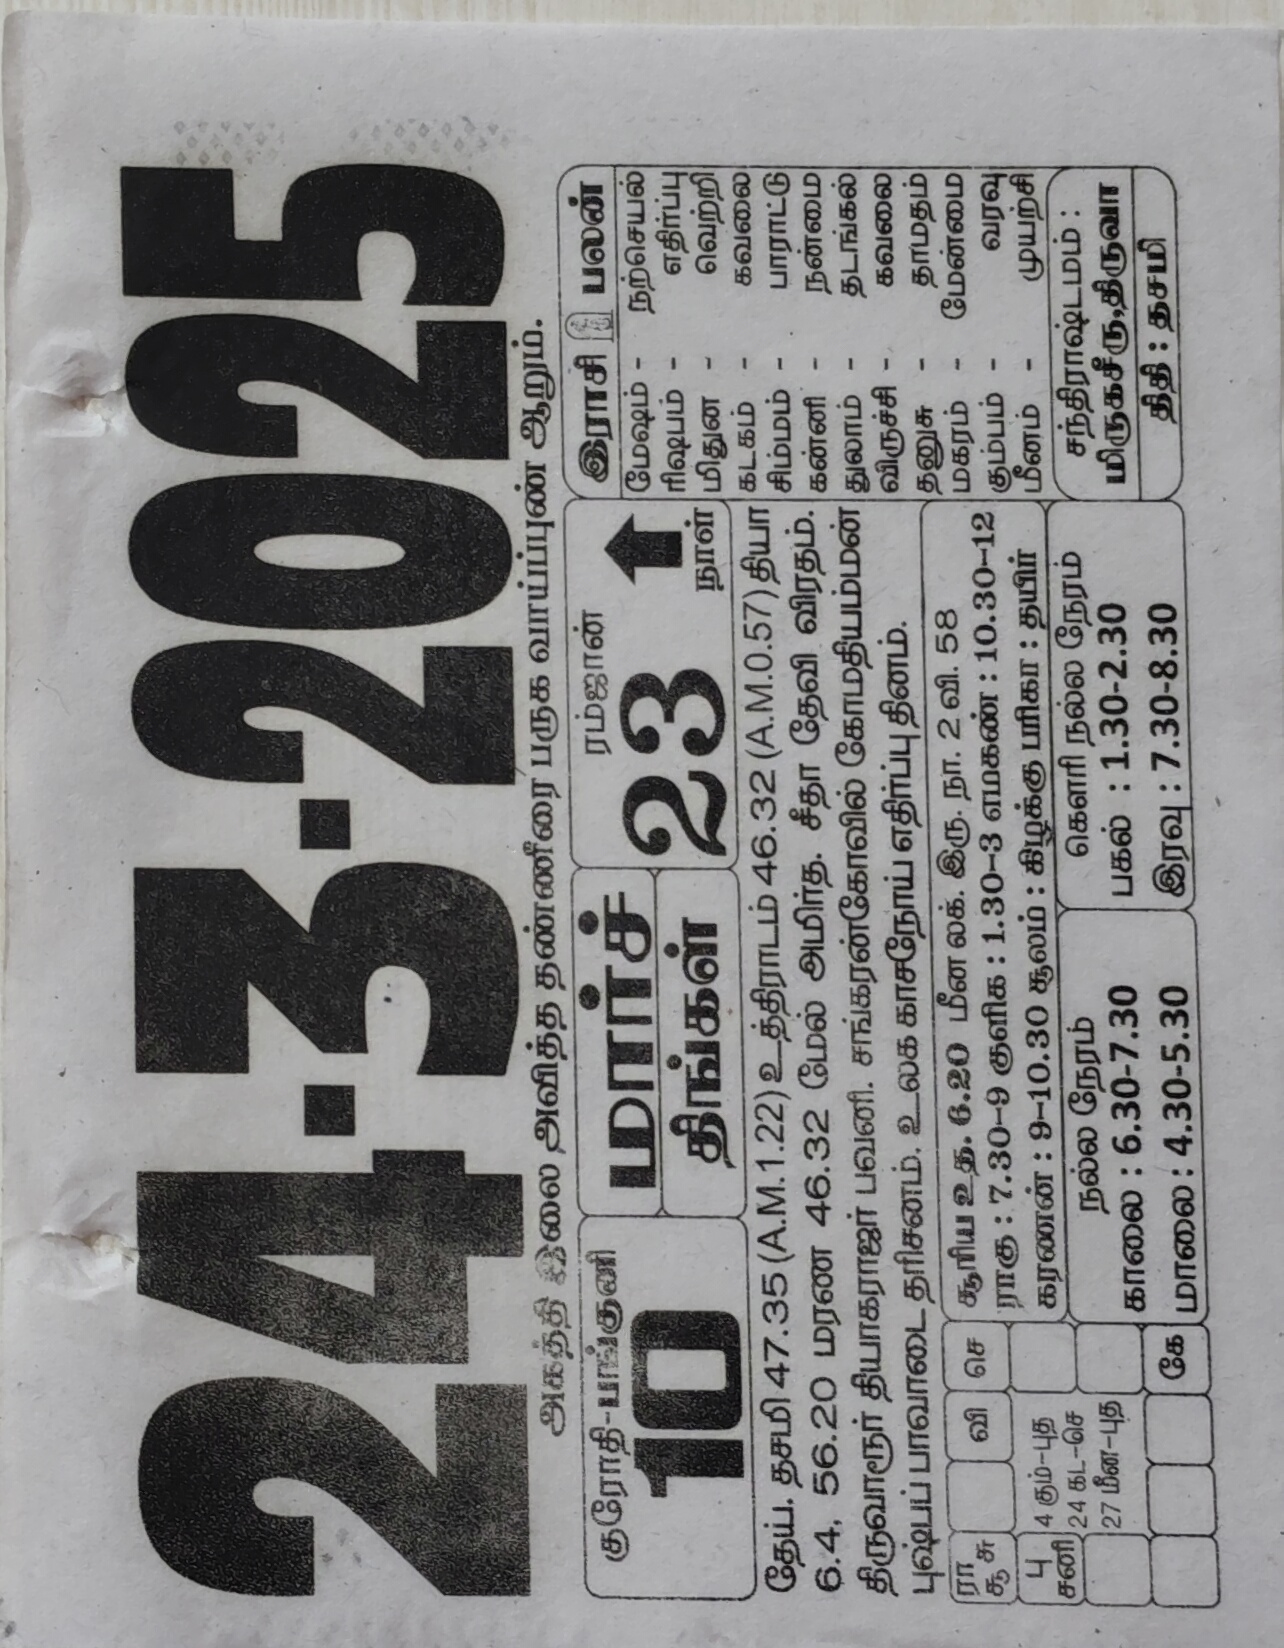 24-3-2025
அகத்தி இலை அவித்த தண்ணீரை பருக வாய்ப்புண் ஆறும்.
குரோதி-பங்குனி
10
மார்ச்
திங்கள்
ரம்ஜான்
23
நாள்
இராசி பலன்
மேஷம் - நற்செயல்
ரிஷபம் - எதிர்ப்பு
மிதுன - வெற்றி
கடகம் - கவலை
சிம்மம் - பாராட்டு
கன்னி - நன்மை
துலாம் - தடங்கல்
விருச்சி - கவலை
தனுசு - தாமதம்
மகரம் - மேன்மை
கும்பம் - வரவு
மீனம் - முயற்சி
சந்திராஷ்டமம் :
மிருகசீரு,திருவா
திதி : தசமி
தேய். தசமி 47.35 (A.M.1.22) உத்திராடம் 46.32 (A.M.0.57) தியா
6.4, 56.20 மரண 46.32 மேல் அமிர்த. சீதா தேவி விரதம்.
திருவாரூர் தியாகராஜர் பவனி. சங்கரன்கோவில் கோமதியம்மன்
புஷ்பப் பாவாடை தரிசனம். உலக காசநோய் எதிர்ப்பு தினம்.
ரா சூ சு
வி
செ
பு சனி
4 கும்-புத
24 கட-செ
27 மீன-புத
கே
சூரிய உத. 6.20 மீன லக். இரு. நா. 2 வி. 58
ராகு : 7.30-9 குளிக : 1.30-3 எமகண் : 10.30-12
கரணன் : 9-10.30 சூலம் : கிழக்கு பரிகா : தயிர்
நல்ல நேரம்
காலை : 6.30-7.30
மாலை : 4.30-5.30
கௌரி நல்ல நேரம்
பகல் : 1.30-2.30
இரவு : 7.30-8.30